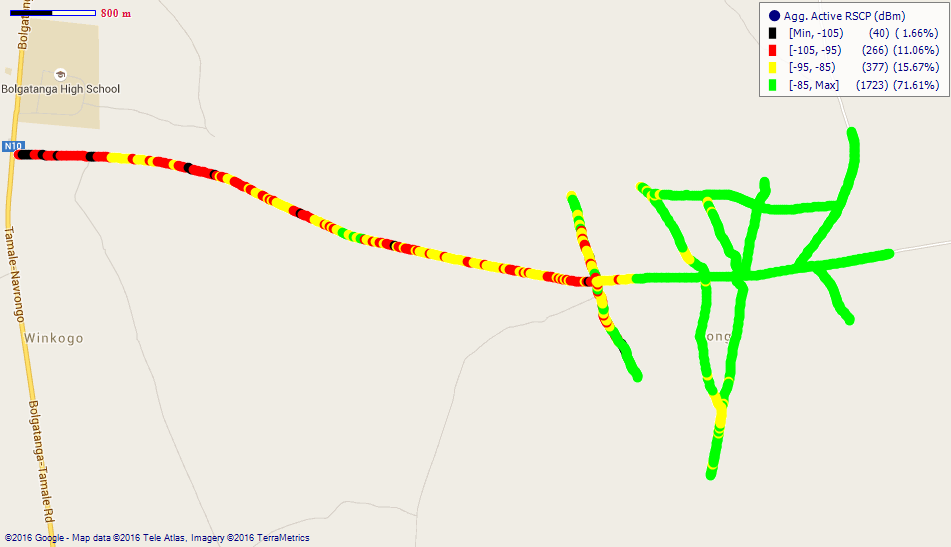 800 m
Agg. Active RSCP (dBm)
[Min, -105) (40) ( 1.66%)
[-105, -95) (266) (11.06%)
[-95, -85) (377) (15.67%)
[-85, Max] (1723) (71.61%)
Bolgatang
Bolgatanga High School
N10
Tamale-Navrongo
Winkogo
ong
Bolgatanga-Tamale Rd
©2016 Google - Map data ©2016 Tele Atlas, Imagery ©2016 TerraMetrics